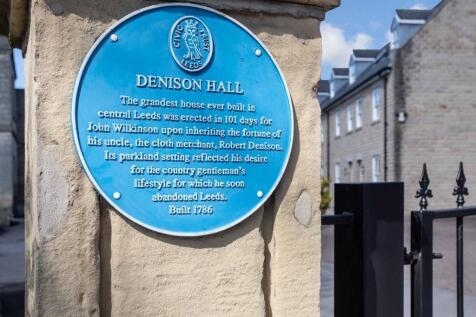 CIVIC TRUST
LEEDS
DENISON HALL
The grandest house ever built in
central Leeds was erected in 101 days for
John Wilkinson upon inheriting the fortune of
his uncle, the cloth merchant, Robert Denison.
Its parkland setting reflected his desire
for the country gentleman's
lifestyle for which he soon
abandoned Leeds.
Built 1786